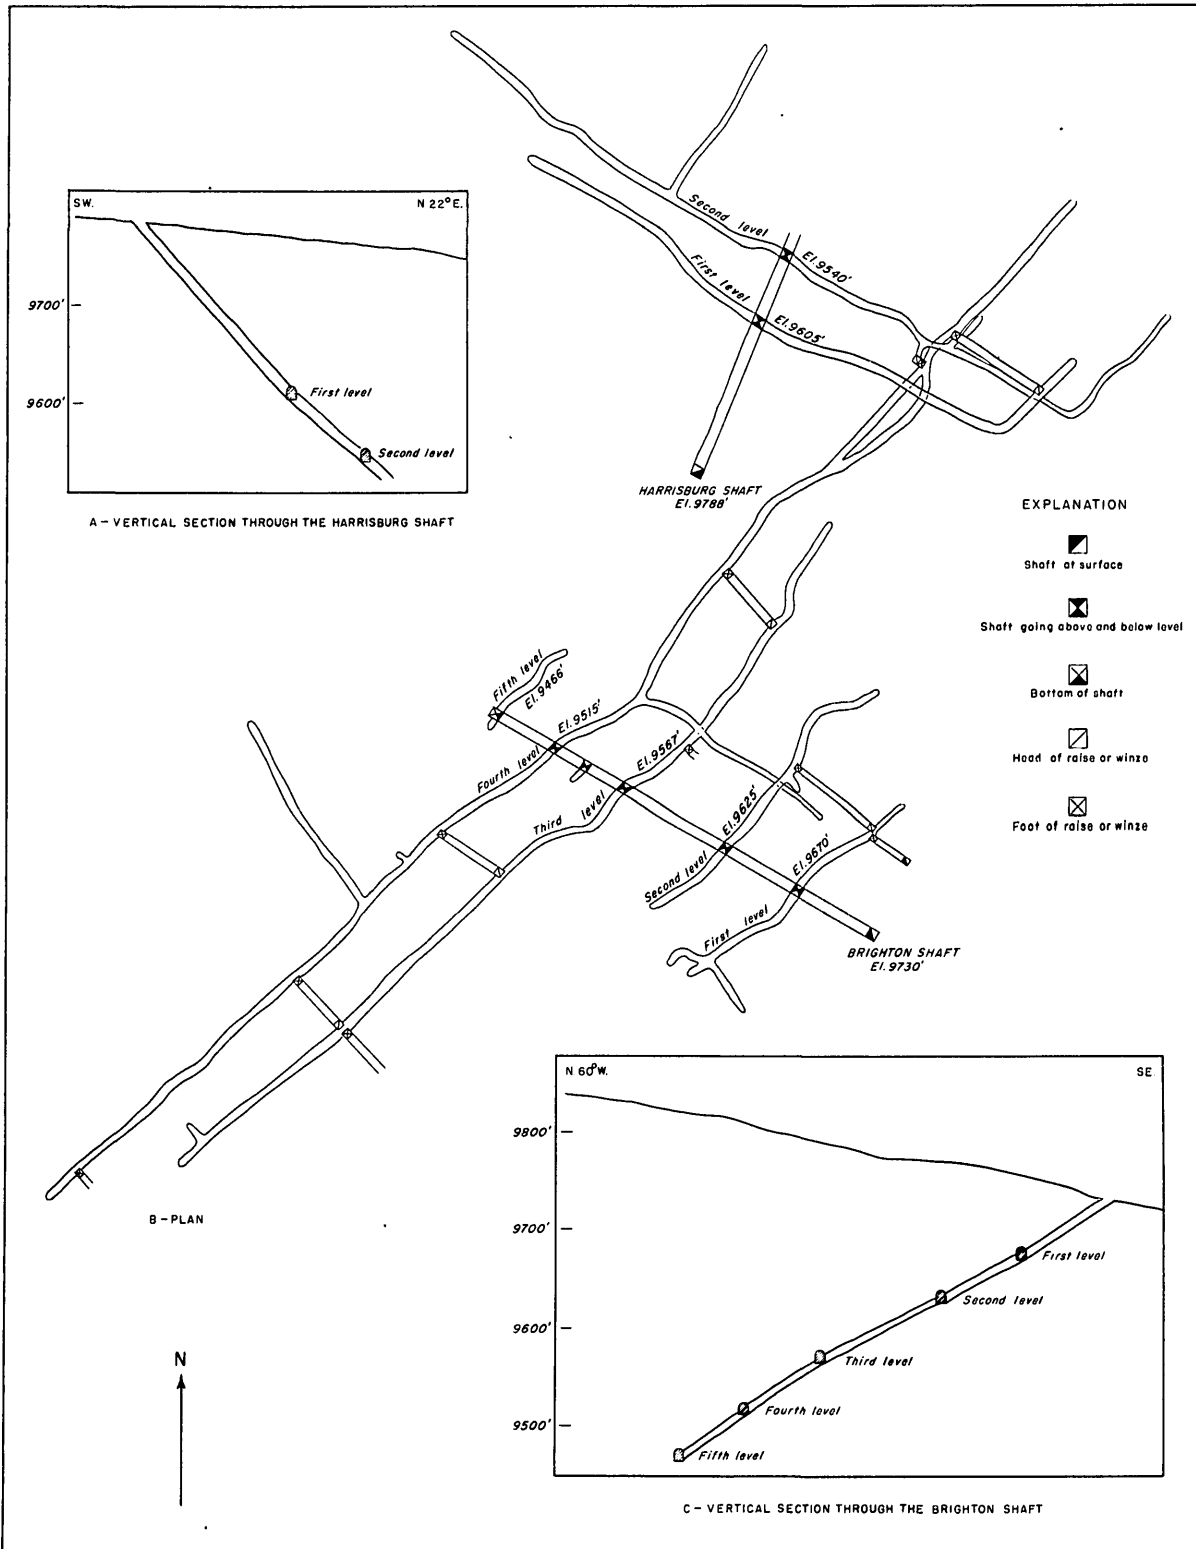 SW. N 22° E.
9700'
9600'
First level
Second level
A – VERTICAL SECTION THROUGH THE HARRISBURG SHAFT
Second level
El. 9540'
First level
El. 9605'
HARRISBURG SHAFT
El. 9788'
EXPLANATION
Shaft at surface
Shaft going above and below level
Bottom of shaft
Head of raise or winze
Foot of raise or winze
Fifth level
El. 9466'
Fourth level
El. 9515'
Third level
El. 9567'
Second level
El. 9625'
First level
El. 9670'
BRIGHTON SHAFT
El. 9730'
B – PLAN
N
N 60° W. SE.
9800'
9700'
9600'
9500'
First level
Second level
Third level
Fourth level
Fifth level
C – VERTICAL SECTION THROUGH THE BRIGHTON SHAFT